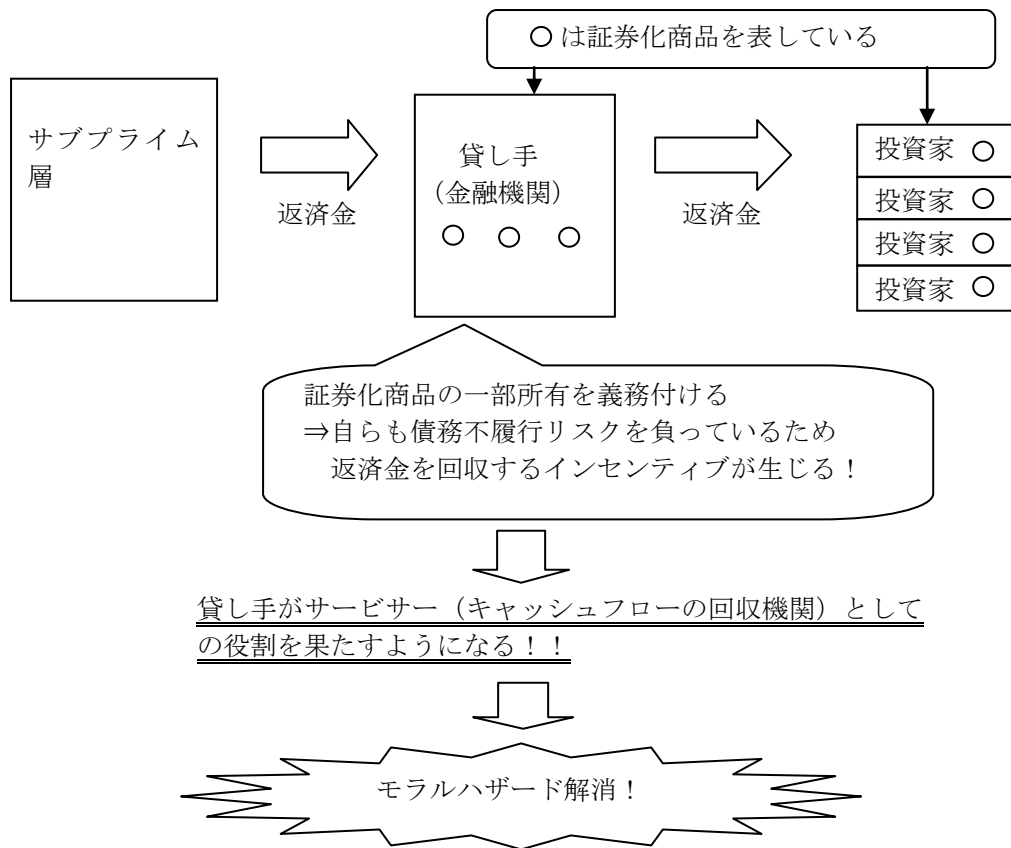 ○は証券化商品を表している
サブプライム
層
返済金
貸し手
（金融機関）
○ ○ ○
返済金
投資家 ○
投資家 ○
投資家 ○
投資家 ○
証券化商品の一部所有を義務付ける
⇒自らも債務不履行リスクを負っているため
返済金を回収するインセンティブが生じる！
貸し手がサービサー（キャッシュフローの回収機関）として
の役割を果たすようになる！！
モラルハザード解消！